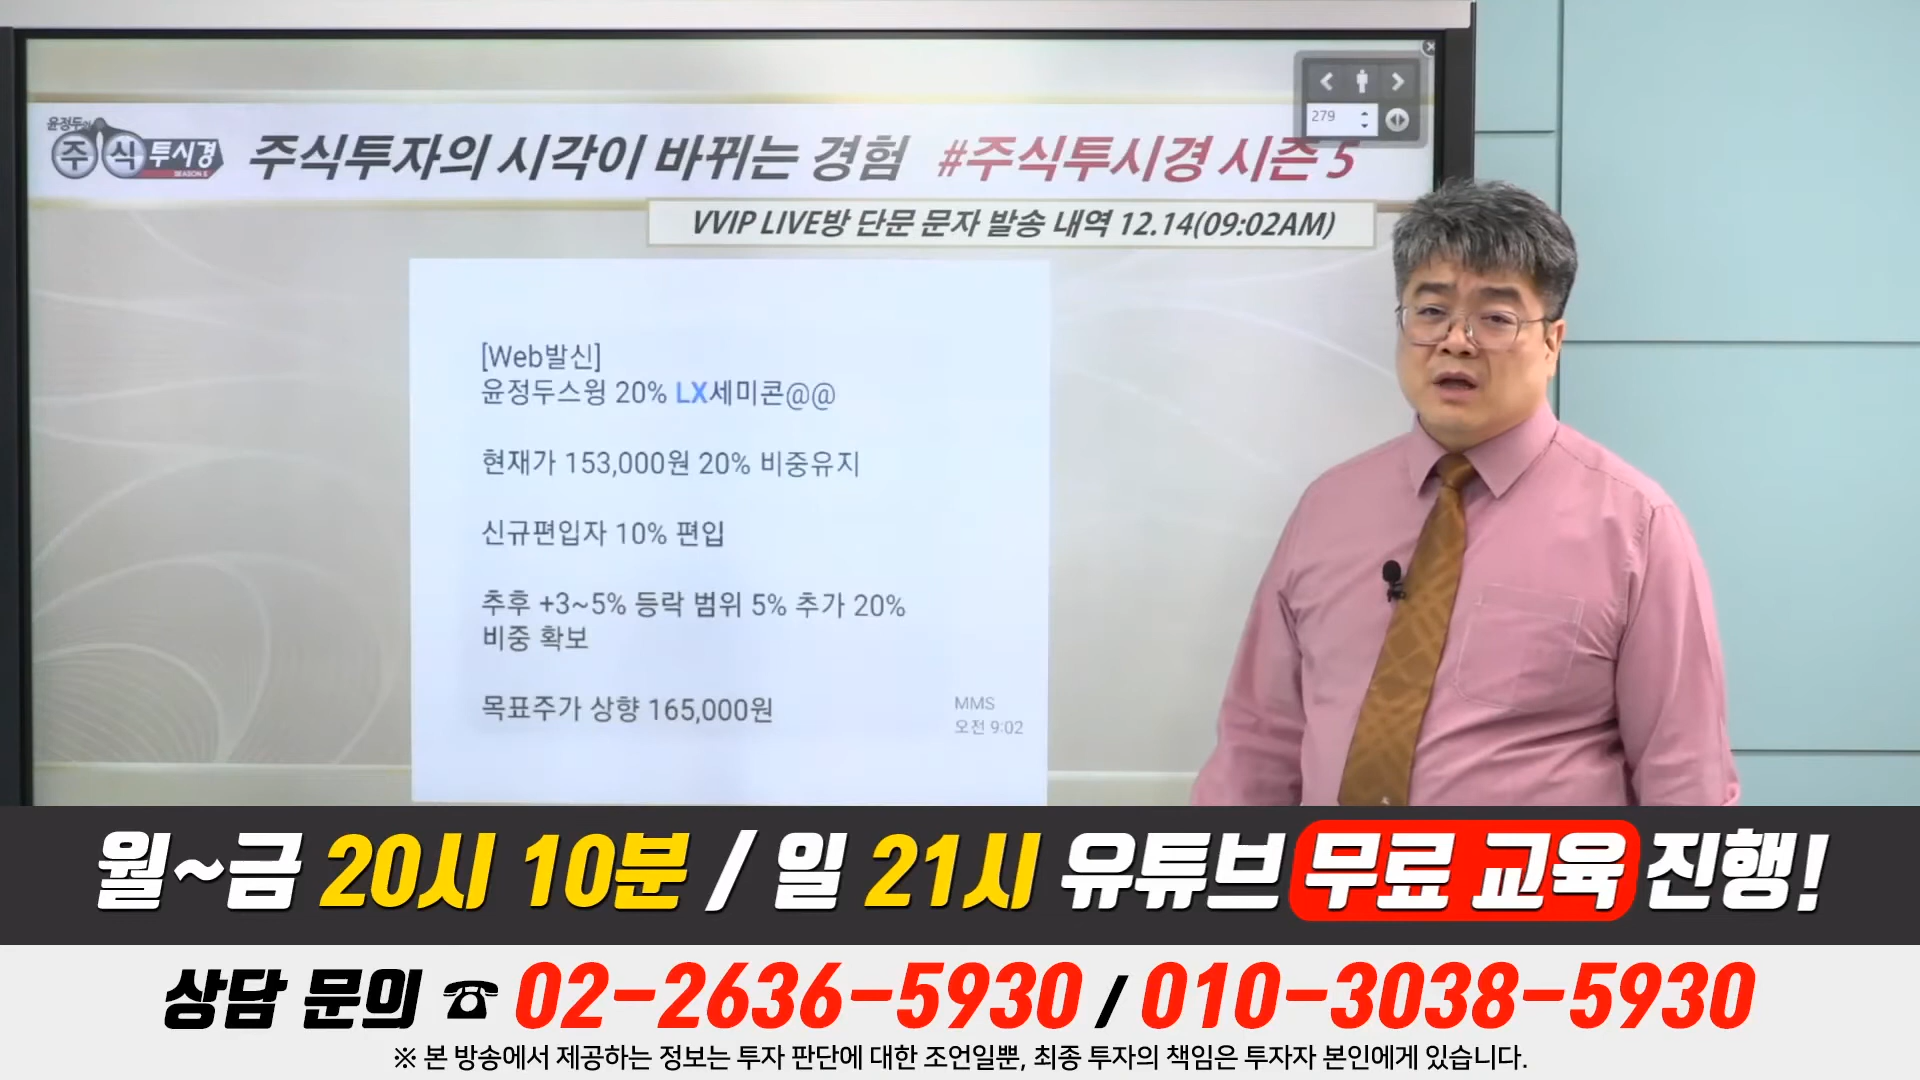 윤정두의
주식투시경
SEASON 5
주식투자의 시각이 바뀌는 경험 #주식투시경 시즌 5
279
VVIP LIVE방 단문 문자 발송 내역 12.14(09:02AM)
[Web발신]
윤정두스윙 20% LX세미콘@@
현재가 153,000원 20% 비중유지
신규편입자 10% 편입
추후 +3~5% 등락 범위 5% 추가 20%
비중 확보
목표주가 상향 165,000원
MMS
오전 9:02
월~금 20시 10분 / 일 21시 유튜브 무료 교육 진행!
상담 문의 ☎ 02-2636-5930 / 010-3038-5930
※ 본 방송에서 제공하는 정보는 투자 판단에 대한 조언일뿐, 최종 투자의 책임은 투자자 본인에게 있습니다.